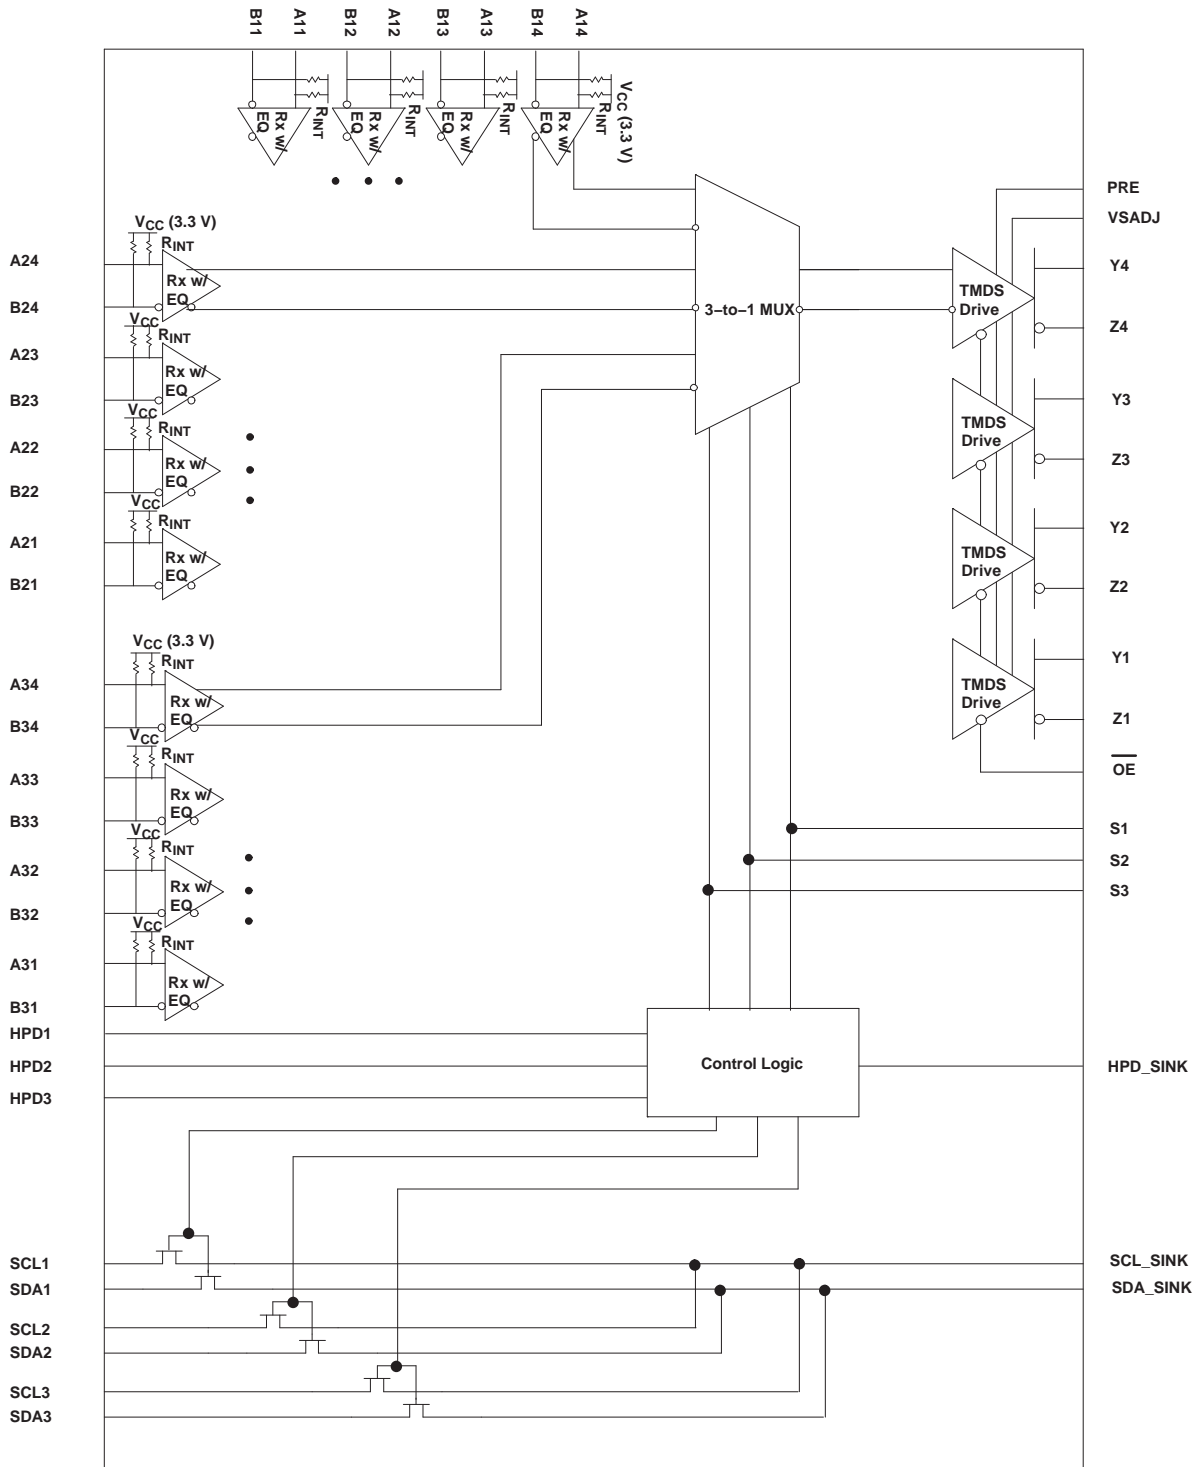 B11 A11 B12 A12 B13 A13 B14 A14
VCC (3.3 V)
RINT RINT RINT RINT
Rx w/ EQ
Rx w/ EQ
Rx w/ EQ
Rx w/ EQ
PRE
VSADJ
VCC (3.3 V)
RINT
A24
Rx w/
EQ
B24
3–to–1 MUX
TMDS
Drive
Y4
Z4
VCC
RINT
A23
Rx w/
EQ
B23
TMDS
Drive
Y3
Z3
VCC
RINT
A22
Rx w/
EQ
B22
TMDS
Drive
Y2
Z2
VCC
RINT
A21
Rx w/
EQ
B21
TMDS
Drive
Y1
Z1
OE
VCC (3.3 V)
RINT
A34
Rx w/
EQ
B34
VCC
RINT
A33
Rx w/
EQ
B33
S1
S2
S3
VCC
RINT
A32
Rx w/
EQ
B32
VCC
RINT
A31
Rx w/
EQ
B31
HPD1
HPD2
HPD3
Control Logic
HPD_SINK
SCL1
SDA1
SCL_SINK
SDA_SINK
SCL2
SDA2
SCL3
SDA3